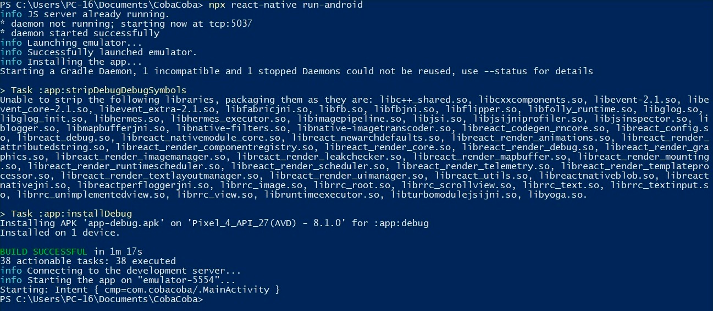 PS C:\Users\PC-16\Documents\CobaCoba> npx react-native run-android
info JS server already running.
* daemon not running; starting now at tcp:5037
* daemon started successfully
info Launching emulator...
info Successfully launched emulator.
info Installing the app...
Starting a Gradle Daemon, 1 incompatible and 1 stopped Daemons could not be reused, use --status for details

> Task :app:stripDebugDebugSymbols
Unable to strip the following libraries, packaging them as they are: libc++_shared.so, libcxxcomponents.so, libevent-2.1.so, libe
vent_core-2.1.so, libevent_extra-2.1.so, libfabricjni.so, libfb.so, libfbjni.so, libflipper.so, libfolly_runtime.so, libglog.so,
libglog_init.so, libhermes.so, libhermes_executor.so, libimagepipeline.so, libjsi.so, libjsijniprofiler.so, libjsinspector.so, li
blogger.so, libmapbufferjni.so, libnative-filters.so, libnative-imagetranscoder.so, libreact_codegen_rncore.so, libreact_config.s
o, libreact_debug.so, libreact_nativemodule_core.so, libreact_newarchdefaults.so, libreact_render_animations.so, libreact_render_
attributedstring.so, libreact_render_componentregistry.so, libreact_render_core.so, libreact_render_debug.so, libreact_render_gra
phics.so, libreact_render_imagemanager.so, libreact_render_leakchecker.so, libreact_render_mapbuffer.so, libreact_render_mounting
.so, libreact_render_runtimescheduler.so, libreact_render_scheduler.so, libreact_render_telemetry.so, libreact_render_templatepro
cessor.so, libreact_render_textlayoutmanager.so, libreact_render_uimanager.so, libreact_utils.so, libreactnativeblob.so, libreact
nativejni.so, libreactperfloggerjni.so, librrc_image.so, librrc_root.so, librrc_scrollview.so, librrc_text.so, librrc_textinput.s
o, librrc_unimplementedview.so, librrc_view.so, libruntimeexecutor.so, libturbomodulejsijni.so, libyoga.so.

> Task :app:installDebug
Installing APK 'app-debug.apk' on 'Pixel_4_API_27(AVD) - 8.1.0' for :app:debug
Installed on 1 device.

BUILD SUCCESSFUL in 1m 17s
38 actionable tasks: 38 executed
info Connecting to the development server...
info Starting the app on "emulator-5554"...
Starting: Intent { cmp=com.cobacoba/.MainActivity }
PS C:\Users\PC-16\Documents\CobaCoba>